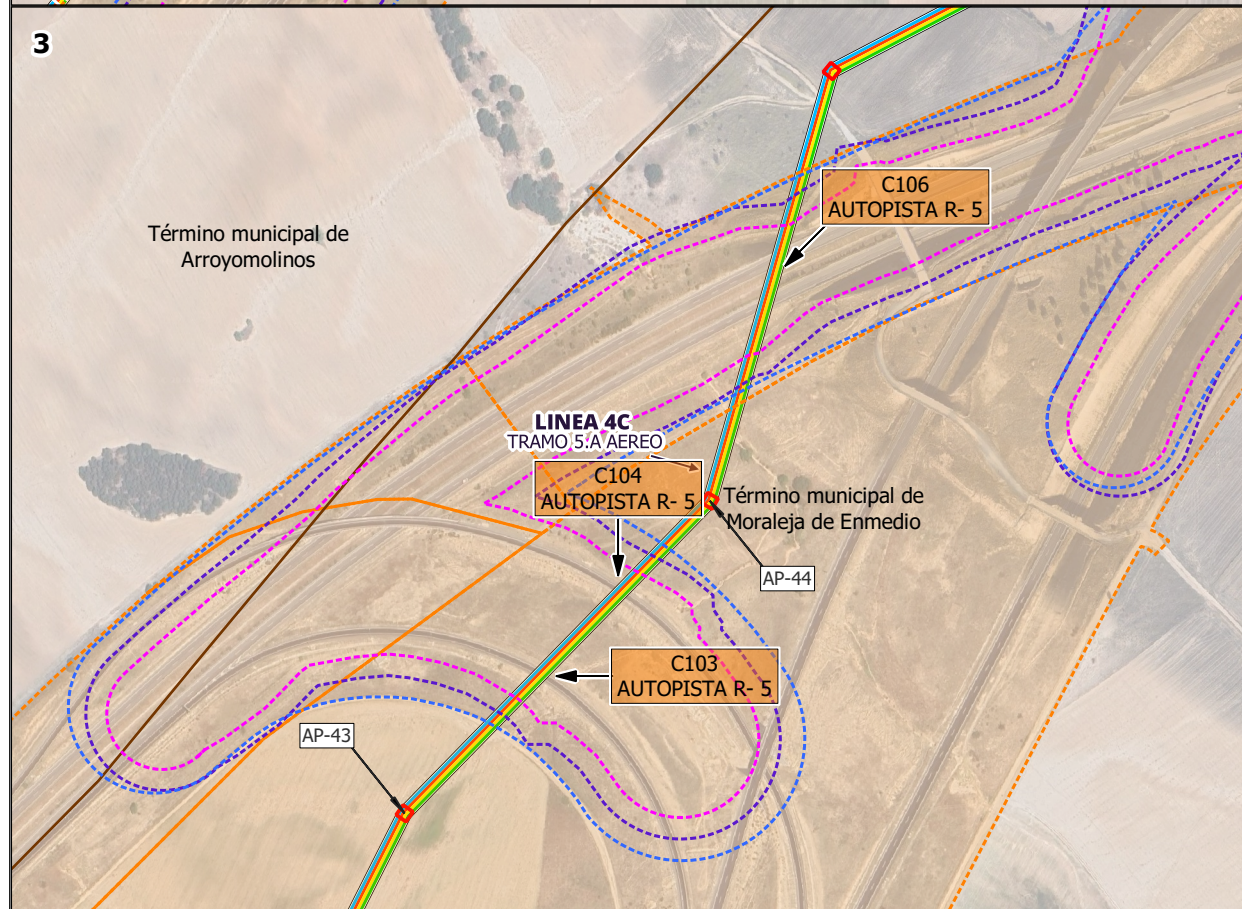 3
C106
AUTOPISTA R- 5
Término municipal de
Arroyomolinos
LINEA 4C
TRAMO 5.A AEREO
C104
AUTOPISTA R- 5
Término municipal de
Moraleja de Enmedio
AP-44
C103
AUTOPISTA R- 5
AP-43